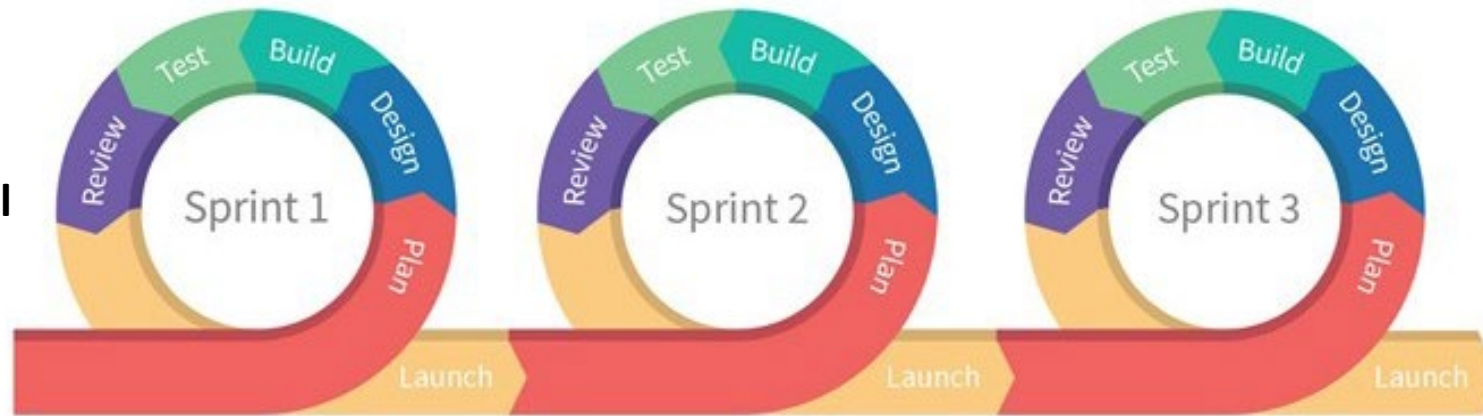 Test Build
Review Design
Sprint 1
Plan
Launch
Test Build
Review Design
Sprint 2
Plan
Launch
Test Build
Review Design
Sprint 3
Plan
Launch